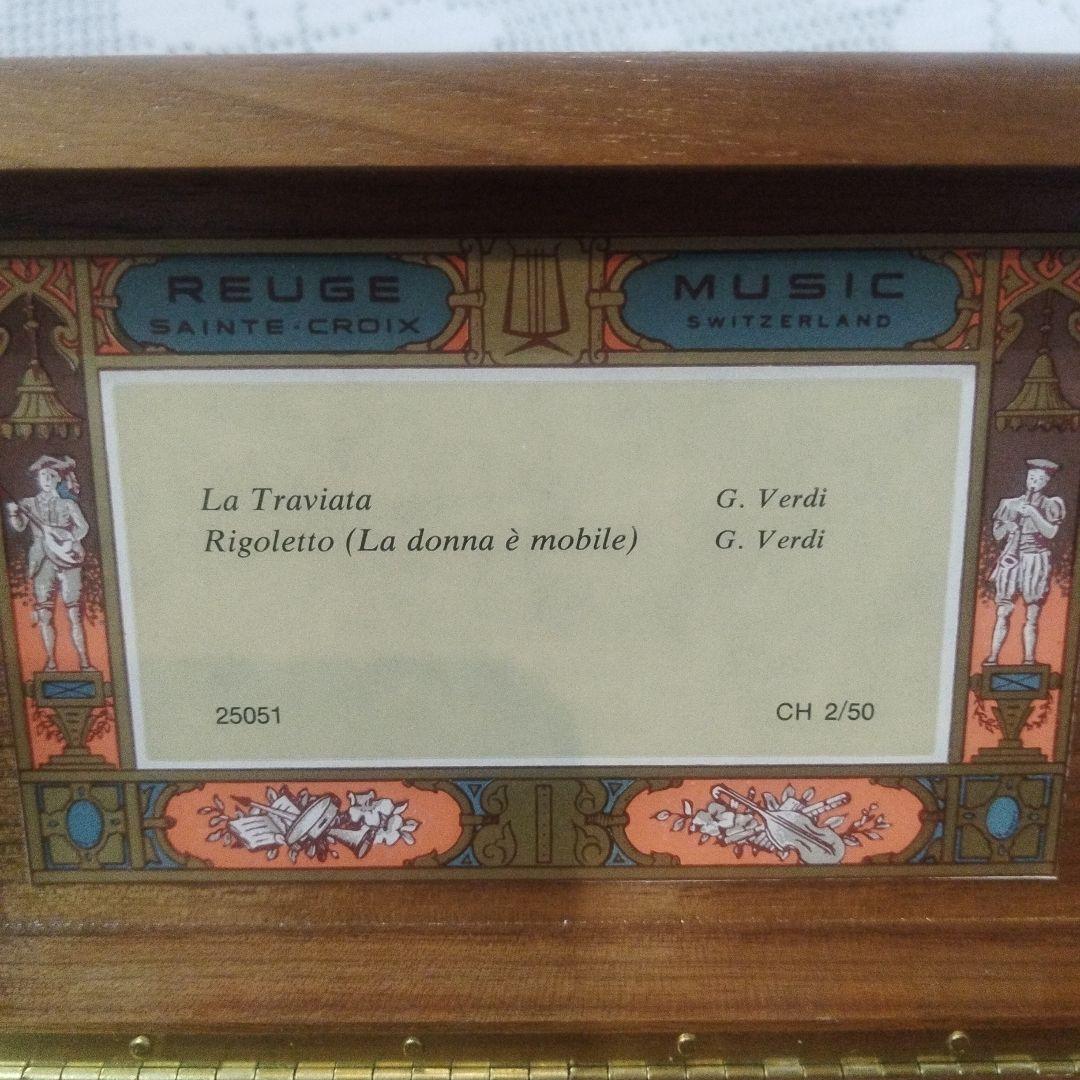 REUGE MUSIC
SAINTE-CROIX SWITZERLAND
La Traviata G. Verdi
Rigoletto (La donna è mobile) G. Verdi
25051 CH 2/50